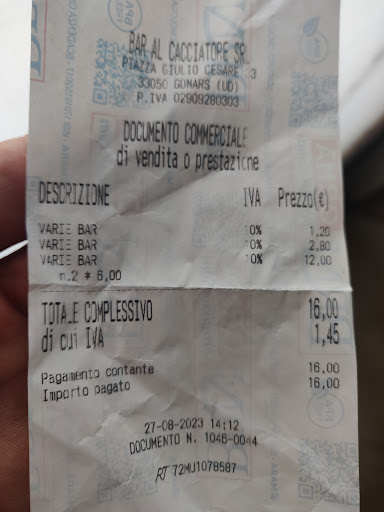 BAR AL CACCIATORE SRL
PIAZZA GIULIO CESARE 33
33050 GONARS (UD)
P.IVA 02909280303
DOCUMENTO COMMERCIALE
di vendita o prestazione
DESCRIZIONE IVA Prezzo(€)
VARIE BAR 10% 1,20
VARIE BAR 10% 2,80
VARIE BAR 10% 12,00
n.2 * 6,00
TOTALE COMPLESSIVO 16,00
di cui IVA 1,45
Pagamento contante 16,00
Importo pagato 16,00
27-08-2023 14:12
DOCUMENTO N. 1046-0044
RT 72MU1078587